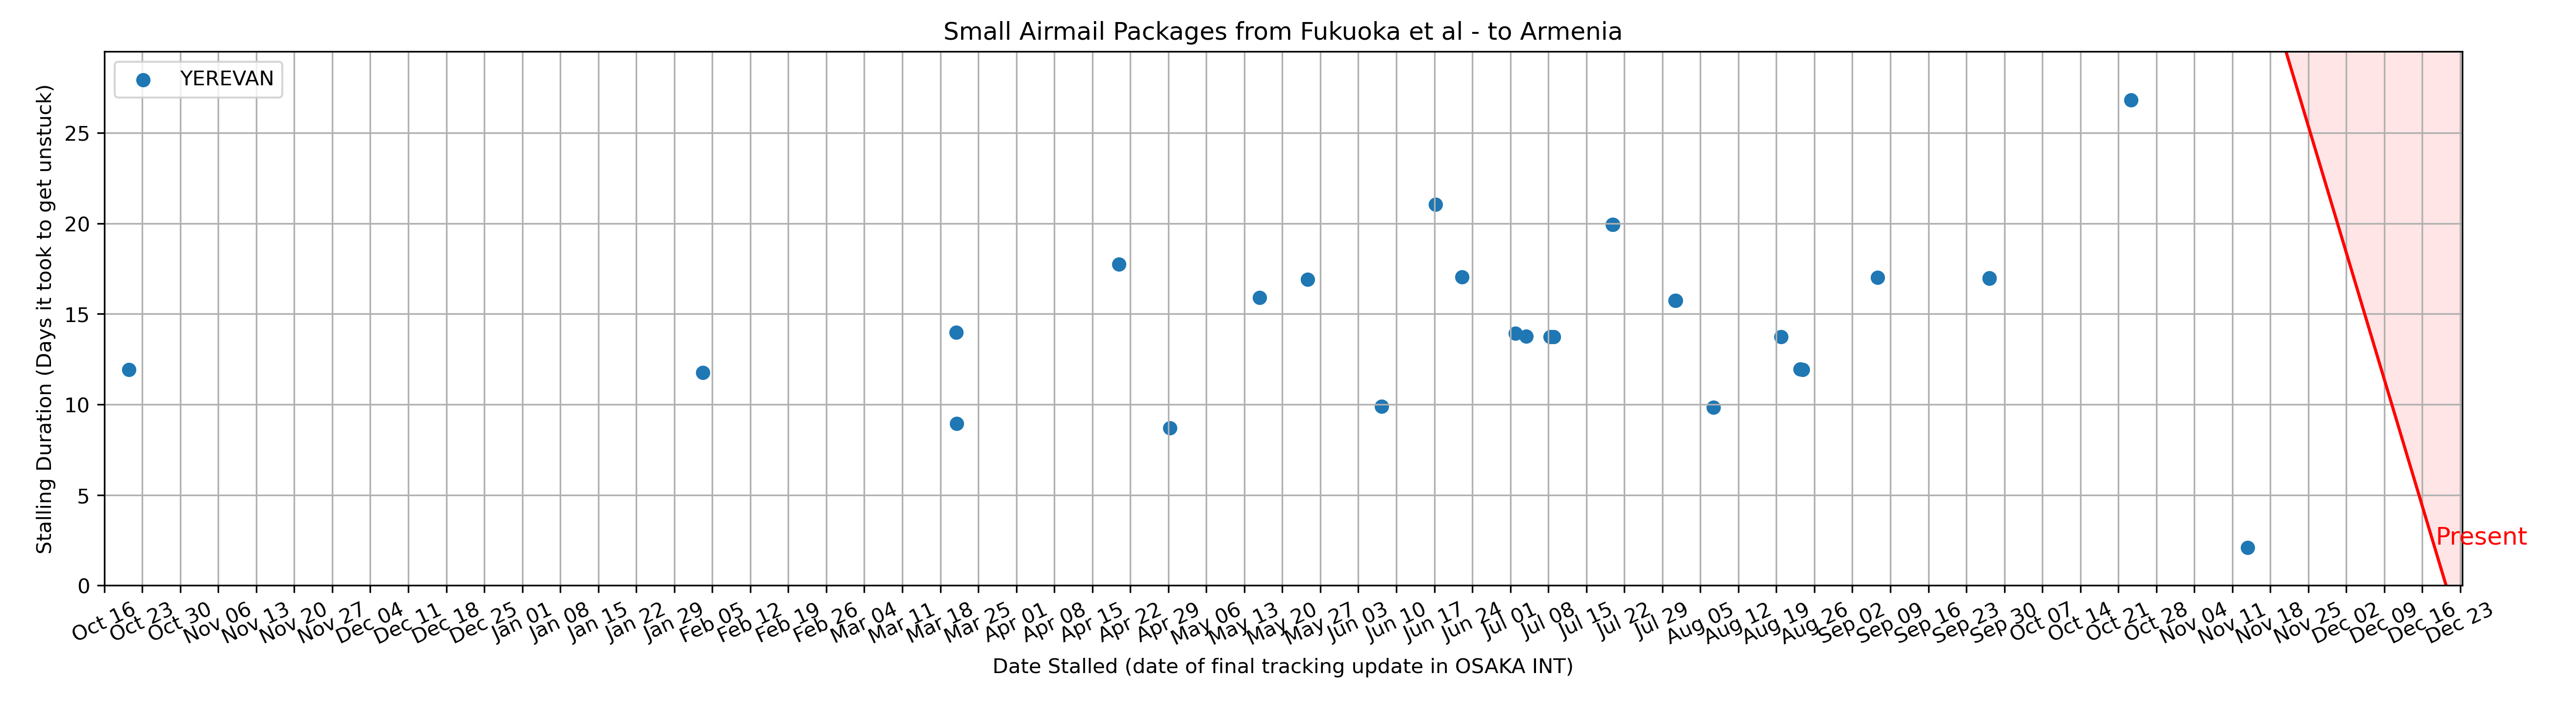 Small Airmail Packages from Fukuoka et al - to Armenia
YEREVAN
Stalling Duration (Days it took to get unstuck)
25
20
15
10
5
0
Present
Oct 16
Oct 23
Oct 30
Nov 06
Nov 13
Nov 20
Nov 27
Dec 04
Dec 11
Dec 18
Dec 25
Jan 01
Jan 08
Jan 15
Jan 22
Jan 29
Feb 05
Feb 12
Feb 19
Feb 26
Mar 04
Mar 11
Mar 18
Mar 25
Apr 01
Apr 08
Apr 15
Apr 22
Apr 29
May 06
May 13
May 20
May 27
Jun 03
Jun 10
Jun 17
Jun 24
Jul 01
Jul 08
Jul 15
Jul 22
Jul 29
Aug 05
Aug 12
Aug 19
Aug 26
Sep 02
Sep 09
Sep 16
Sep 23
Sep 30
Oct 07
Oct 14
Oct 21
Oct 28
Nov 04
Nov 11
Nov 18
Nov 25
Dec 02
Dec 09
Dec 16
Dec 23
Date Stalled (date of final tracking update in OSAKA INT)